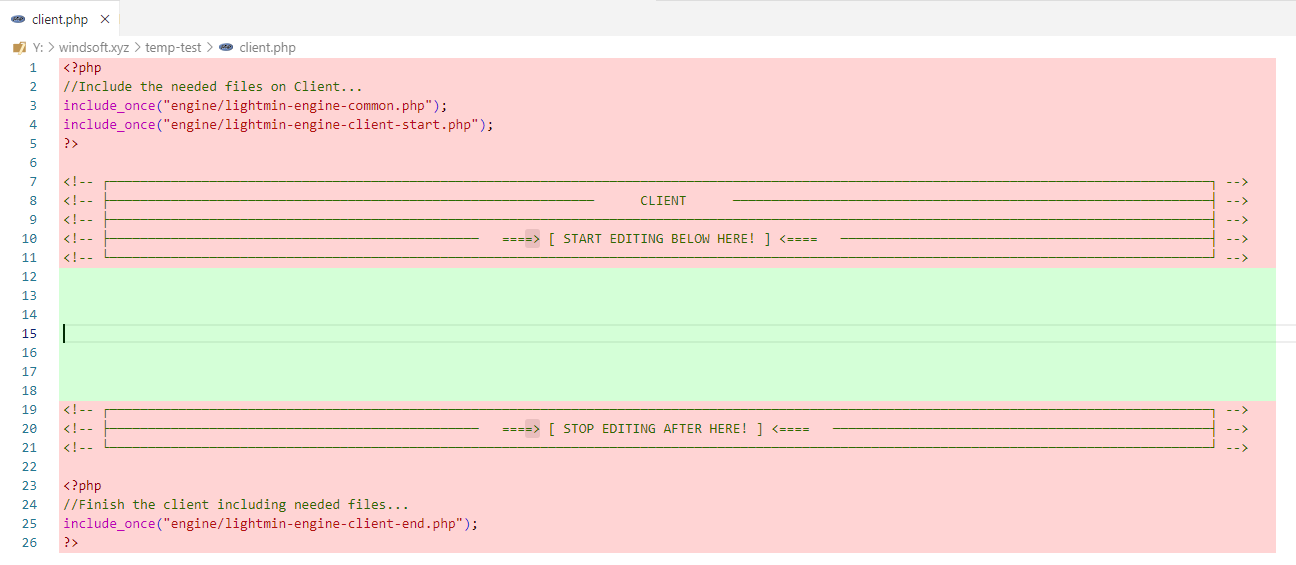 client.php
Y: > windsoft.xyz > temp-test > client.php
1 <?php
2 //Include the needed files on Client...
3 include_once("engine/lightmin-engine-common.php");
4 include_once("engine/lightmin-engine-client-start.php");
5 ?>
6
7 <!-- -->
8 <!-- CLIENT -->
9 <!-- -->
10 <!-- ====> [ START EDITING BELOW HERE! ] <==== -->
11 <!-- -->
12
13
14
15
16
17
18
19 <!-- -->
20 <!-- ====> [ STOP EDITING AFTER HERE! ] <==== -->
21 <!-- -->
22
23 <?php
24 //Finish the client including needed files...
25 include_once("engine/lightmin-engine-client-end.php");
26 ?>